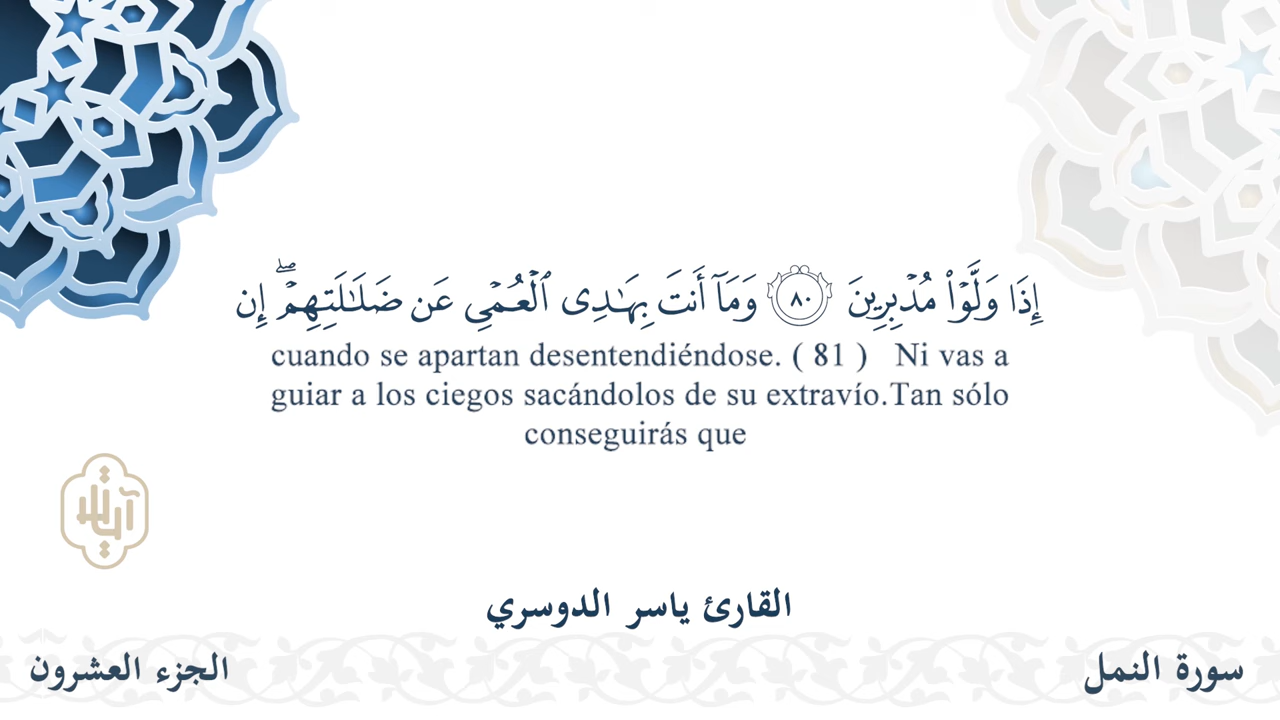 إِذَا وَلَّوْا۟ مُدْبِرِينَ ٨٠ وَمَآ أَنتَ بِهَـٰدِى ٱلْعُمْىِ عَن ضَلَـٰلَتِهِمْ ۖ إِن
cuando se apartan desentendiéndose. ( 81 ) Ni vas a
guiar a los ciegos sacándolos de su extravío.Tan sólo
conseguirás que
القارئ ياسر الدوسري
سورة النمل
الجزء العشرون